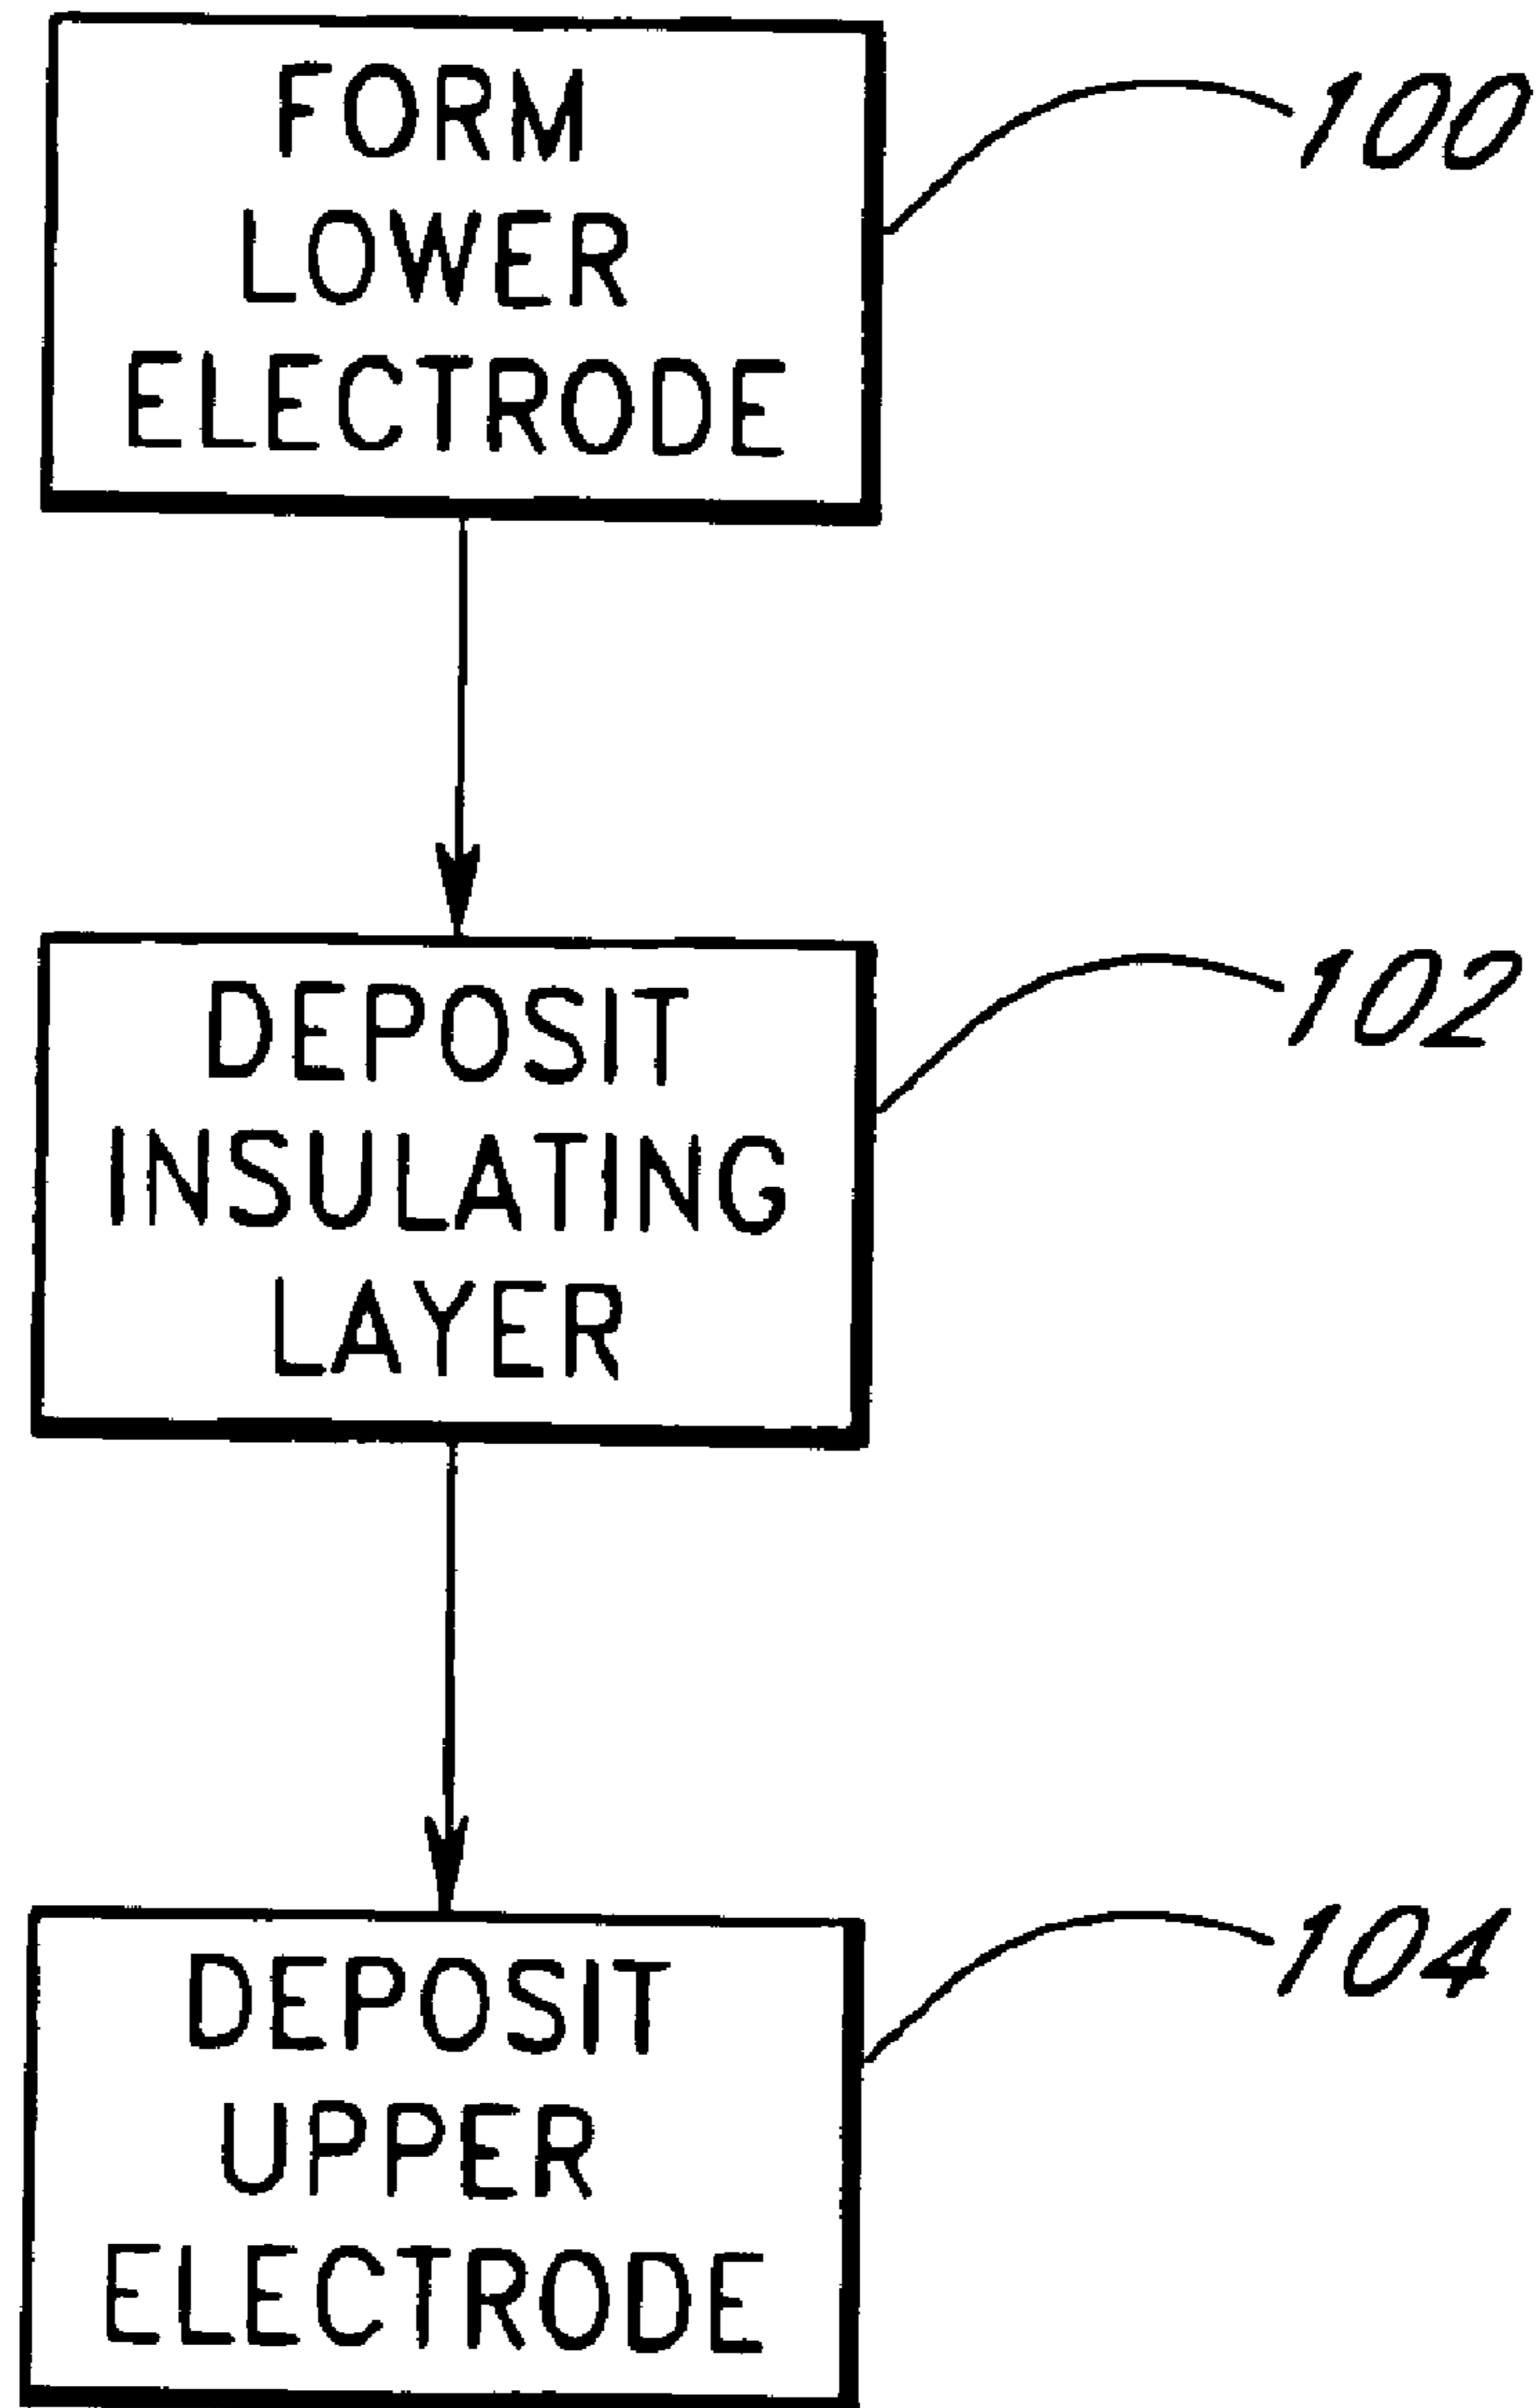 FORM
LOWER
ELECTRODE
100
DEPOSIT
INSULATING
LAYER
102
DEPOSIT
UPPER
ELECTRODE
104